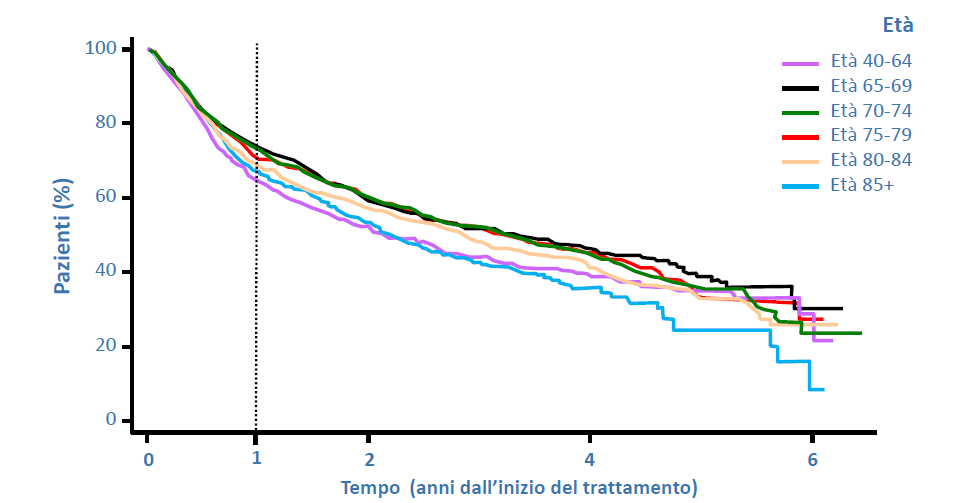 Età
Età 40-64
Età 65-69
Età 70-74
Età 75-79
Età 80-84
Età 85+
Pazienti (%)
100
80
60
40
20
0
0 1 2 4 6
Tempo (anni dall'inizio del trattamento)